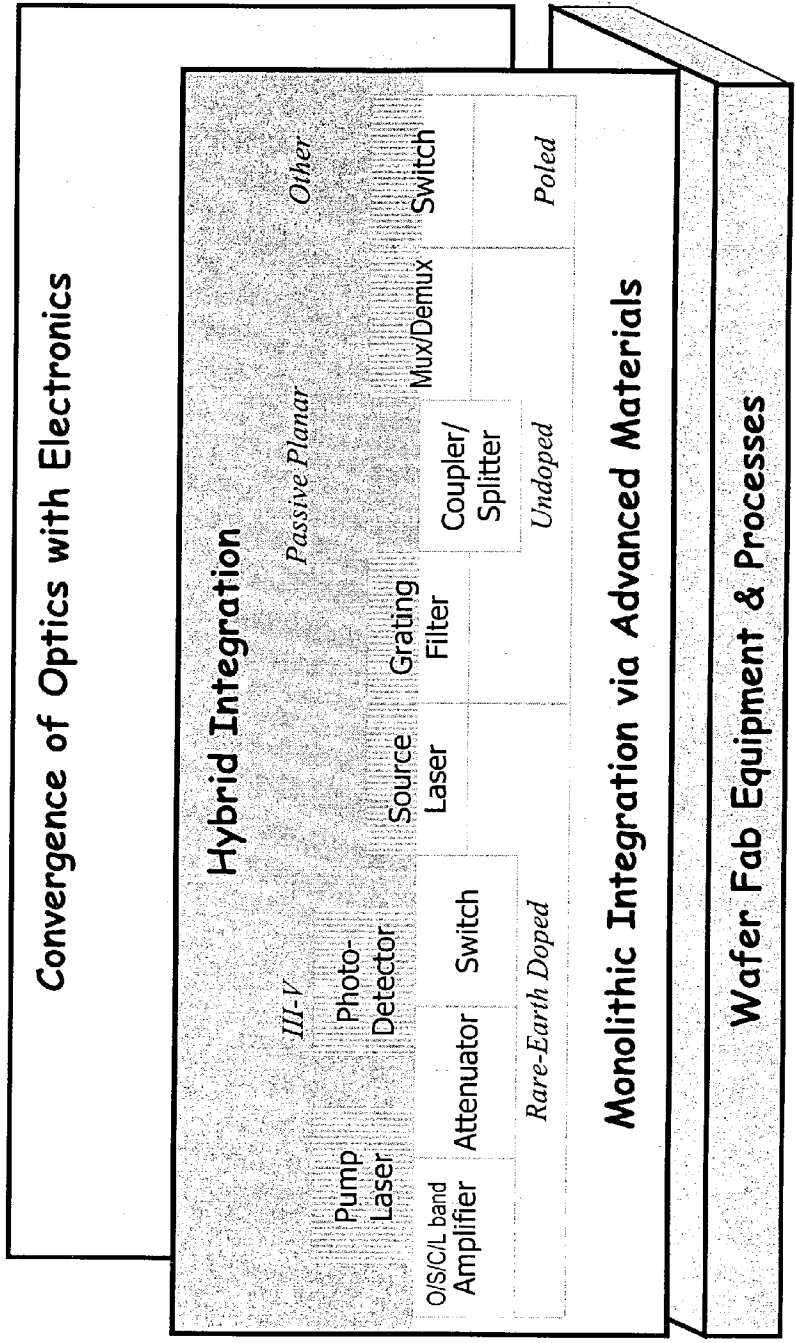 Convergence of Optics with Electronics
Hybrid Integration
III-V
Passive Planar
Other
Pump
Laser
Photo-
Detector
Source
Laser
Grating
Filter
Mux/Demux
Switch
O/S/C/L band
Amplifier
Attenuator
Switch
Coupler/
Splitter
Rare-Earth Doped
Undoped
Poled
Monolithic Integration via Advanced Materials
Wafer Fab Equipment & Processes